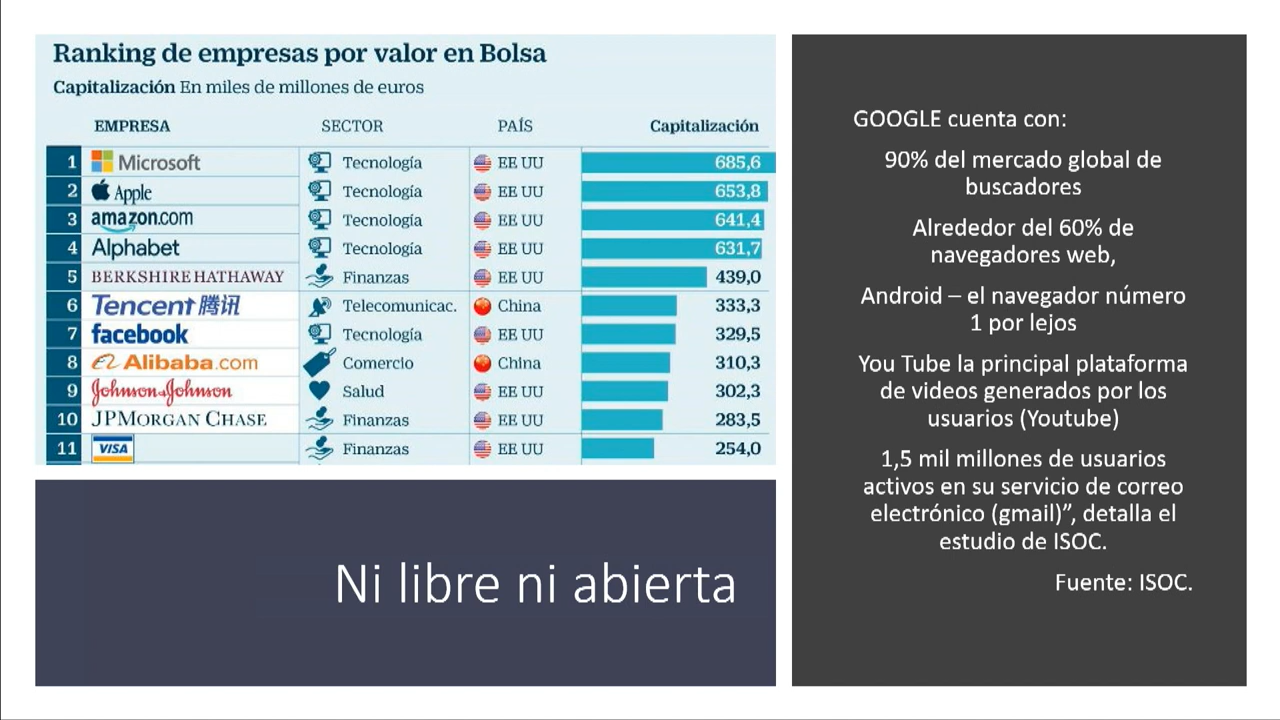 Ranking de empresas por valor en Bolsa
Capitalización En miles de millones de euros
EMPRESA SECTOR PAÍS Capitalización
1 Microsoft Tecnología EE UU 685,6
2 Apple Tecnología EE UU 653,8
3 amazon.com Tecnología EE UU 641,4
4 Alphabet Tecnología EE UU 631,7
5 BERKSHIRE HATHAWAY Finanzas EE UU 439,0
6 Tencent 腾讯 Telecomunicac. China 333,3
7 facebook Tecnología EE UU 329,5
8 Alibaba.com Comercio China 310,3
9 Johnson & Johnson Salud EE UU 302,3
10 JPMORGAN CHASE Finanzas EE UU 283,5
11 VISA Finanzas EE UU 254,0
Ni libre ni abierta
GOOGLE cuenta con:
90% del mercado global de
buscadores
Alrededor del 60% de
navegadores web,
Android – el navegador número
1 por lejos
You Tube la principal plataforma
de videos generados por los
usuarios (Youtube)
1,5 mil millones de usuarios
activos en su servicio de correo
electrónico (gmail)”, detalla el
estudio de ISOC.
Fuente: ISOC.